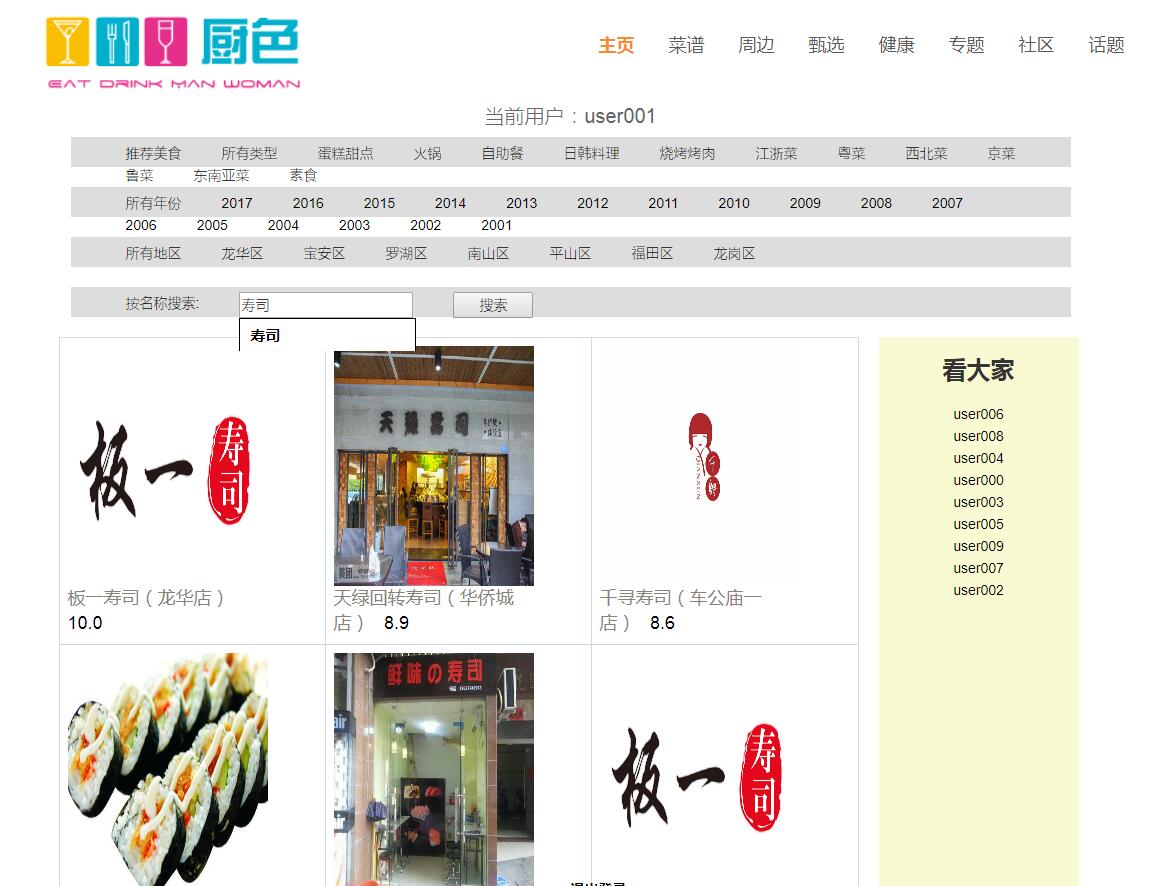 厨色
EAT DRINK MAN WOMAN
主页 菜谱 周边 甄选 健康 专题 社区 话题
当前用户：user001
推荐美食 所有类型 蛋糕甜点 火锅 自助餐 日韩料理 烧烤烤肉 江浙菜 粤菜 西北菜 京菜
鲁菜 东南亚菜 素食
所有年份 2017 2016 2015 2014 2013 2012 2011 2010 2009 2008 2007
2006 2005 2004 2003 2002 2001
所有地区 龙华区 宝安区 罗湖区 南山区 平山区 福田区 龙岗区
按名称搜索: 寿司 搜索
寿司
看大家
user006
user008
user004
user000
user003
user005
user009
user007
user002
板一 寿司
天绿寿司
美团
QIAN XUN
板一寿司（龙华店）
10.0
天绿回转寿司（华侨城
店） 8.9
千寻寿司（车公庙一
店） 8.6
鲜味の寿司
板一 寿司